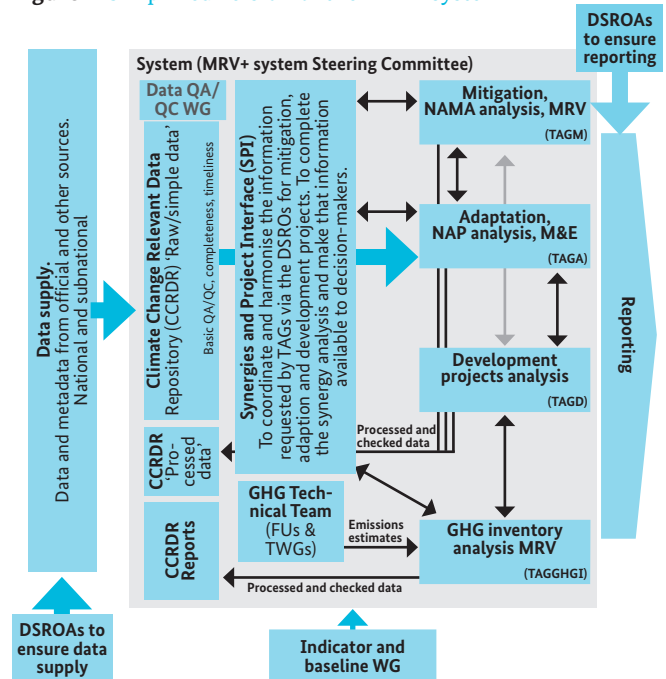 DSROAs
to ensure
reporting
System (MRV+ system Steering Committee)
Data QA/
QC WG
Data supply.
Data and metadata from official and other sources.
National and subnational
Climate Change Relevant Data
Repository (CCRDR) ‘Raw/simple data’
Basic QA/QC, completeness, timeliness
Synergies and Project Interface (SPI)
To coordinate and harmonise the information
requested by TAGs via the DSROs for mitigation,
adaption and development projects. To complete
the synergy analysis and make that information
available to decision-makers.
Mitigation,
NAMA analysis, MRV
(TAGM)
Adaptation,
NAP analysis, M&E
(TAGA)
Development
projects analysis
(TAGD)
Reporting
Processed and
checked data
CCRDR
‘Pro-
cessed
data’
GHG Tech-
nical Team
(FUs &
TWGs)
Emissions
estimates
GHG inventory
analysis MRV
(TAGGHGI)
CCRDR
Reports
Processed and checked data
DSROAs to
ensure data
supply
Indicator and
baseline WG